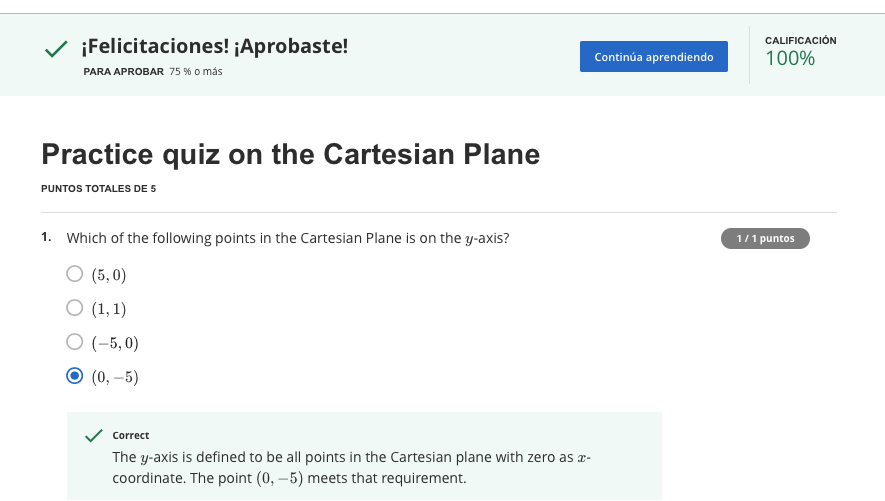 ¡Felicitaciones! ¡Aprobaste!
PARA APROBAR 75 % o más
Continúa aprendiendo
CALIFICACIÓN
100%
Practice quiz on the Cartesian Plane
PUNTOS TOTALES DE 5
1. Which of the following points in the Cartesian Plane is on the y-axis?
1 / 1 puntos
(5, 0)
(1, 1)
(−5, 0)
(0, −5)
Correct
The y-axis is defined to be all points in the Cartesian plane with zero as x-
coordinate. The point (0, −5) meets that requirement.